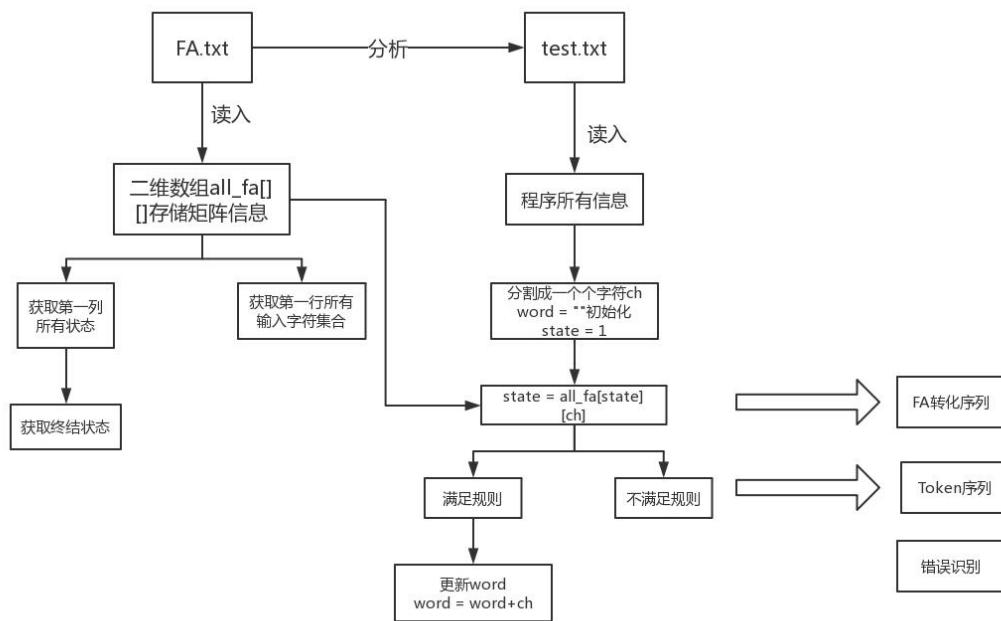 FA.txt
分析
test.txt
读入
读入
二维数组all_fa[]
[]存储矩阵信息
程序所有信息
获取第一列
所有状态
获取第一行所有
输入字符集合
分割成一个个字符ch
word = ""初始化
state = 1
获取终结状态
state = all_fa[state]
[ch]
FA转化序列
满足规则
不满足规则
Token序列
更新word
word = word+ch
错误识别